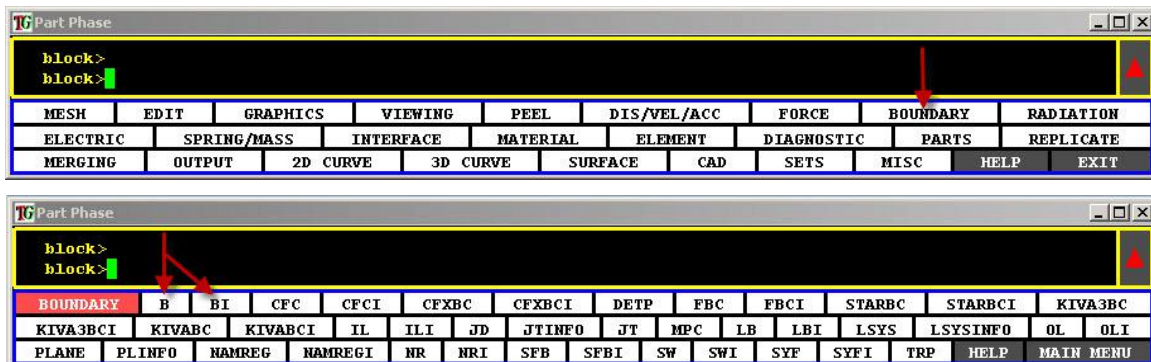 TG Part Phase
block>
block>
MESH EDIT GRAPHICS VIEWING PEEL DIS/VEL/ACC FORCE BOUNDARY RADIATION
ELECTRIC SPRING/MASS INTERFACE MATERIAL ELEMENT DIAGNOSTIC PARTS REPLICATE
MERGING OUTPUT 2D CURVE 3D CURVE SURFACE CAD SETS MISC HELP EXIT
TG Part Phase
block>
block>
BOUNDARY B BI CFC CFCI CFXBC CFXBCI DETP FBC FBCI STARBC STARBCI KIVA3BC
KIVA3BCI KIVABC KIVABCI IL ILI JD JTINFO JT MPC LB LBI LSYS LSYSINFO OL OLI
PLANE PLINFO NAMREG NAMREGI NR NRI SFB SFBI SW SWI SYF SYFI TRP HELP MAIN MENU